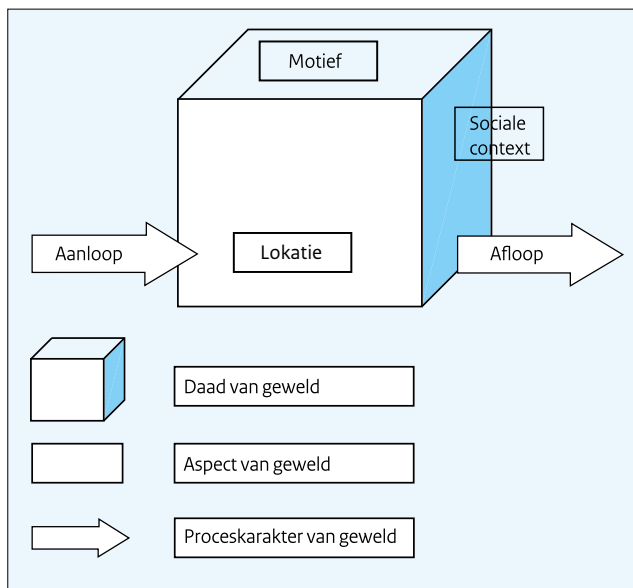 Motief
Sociale
context
Aanloop
Lokatie
Afloop
Daad van geweld
Aspect van geweld
Proceskarakter van geweld